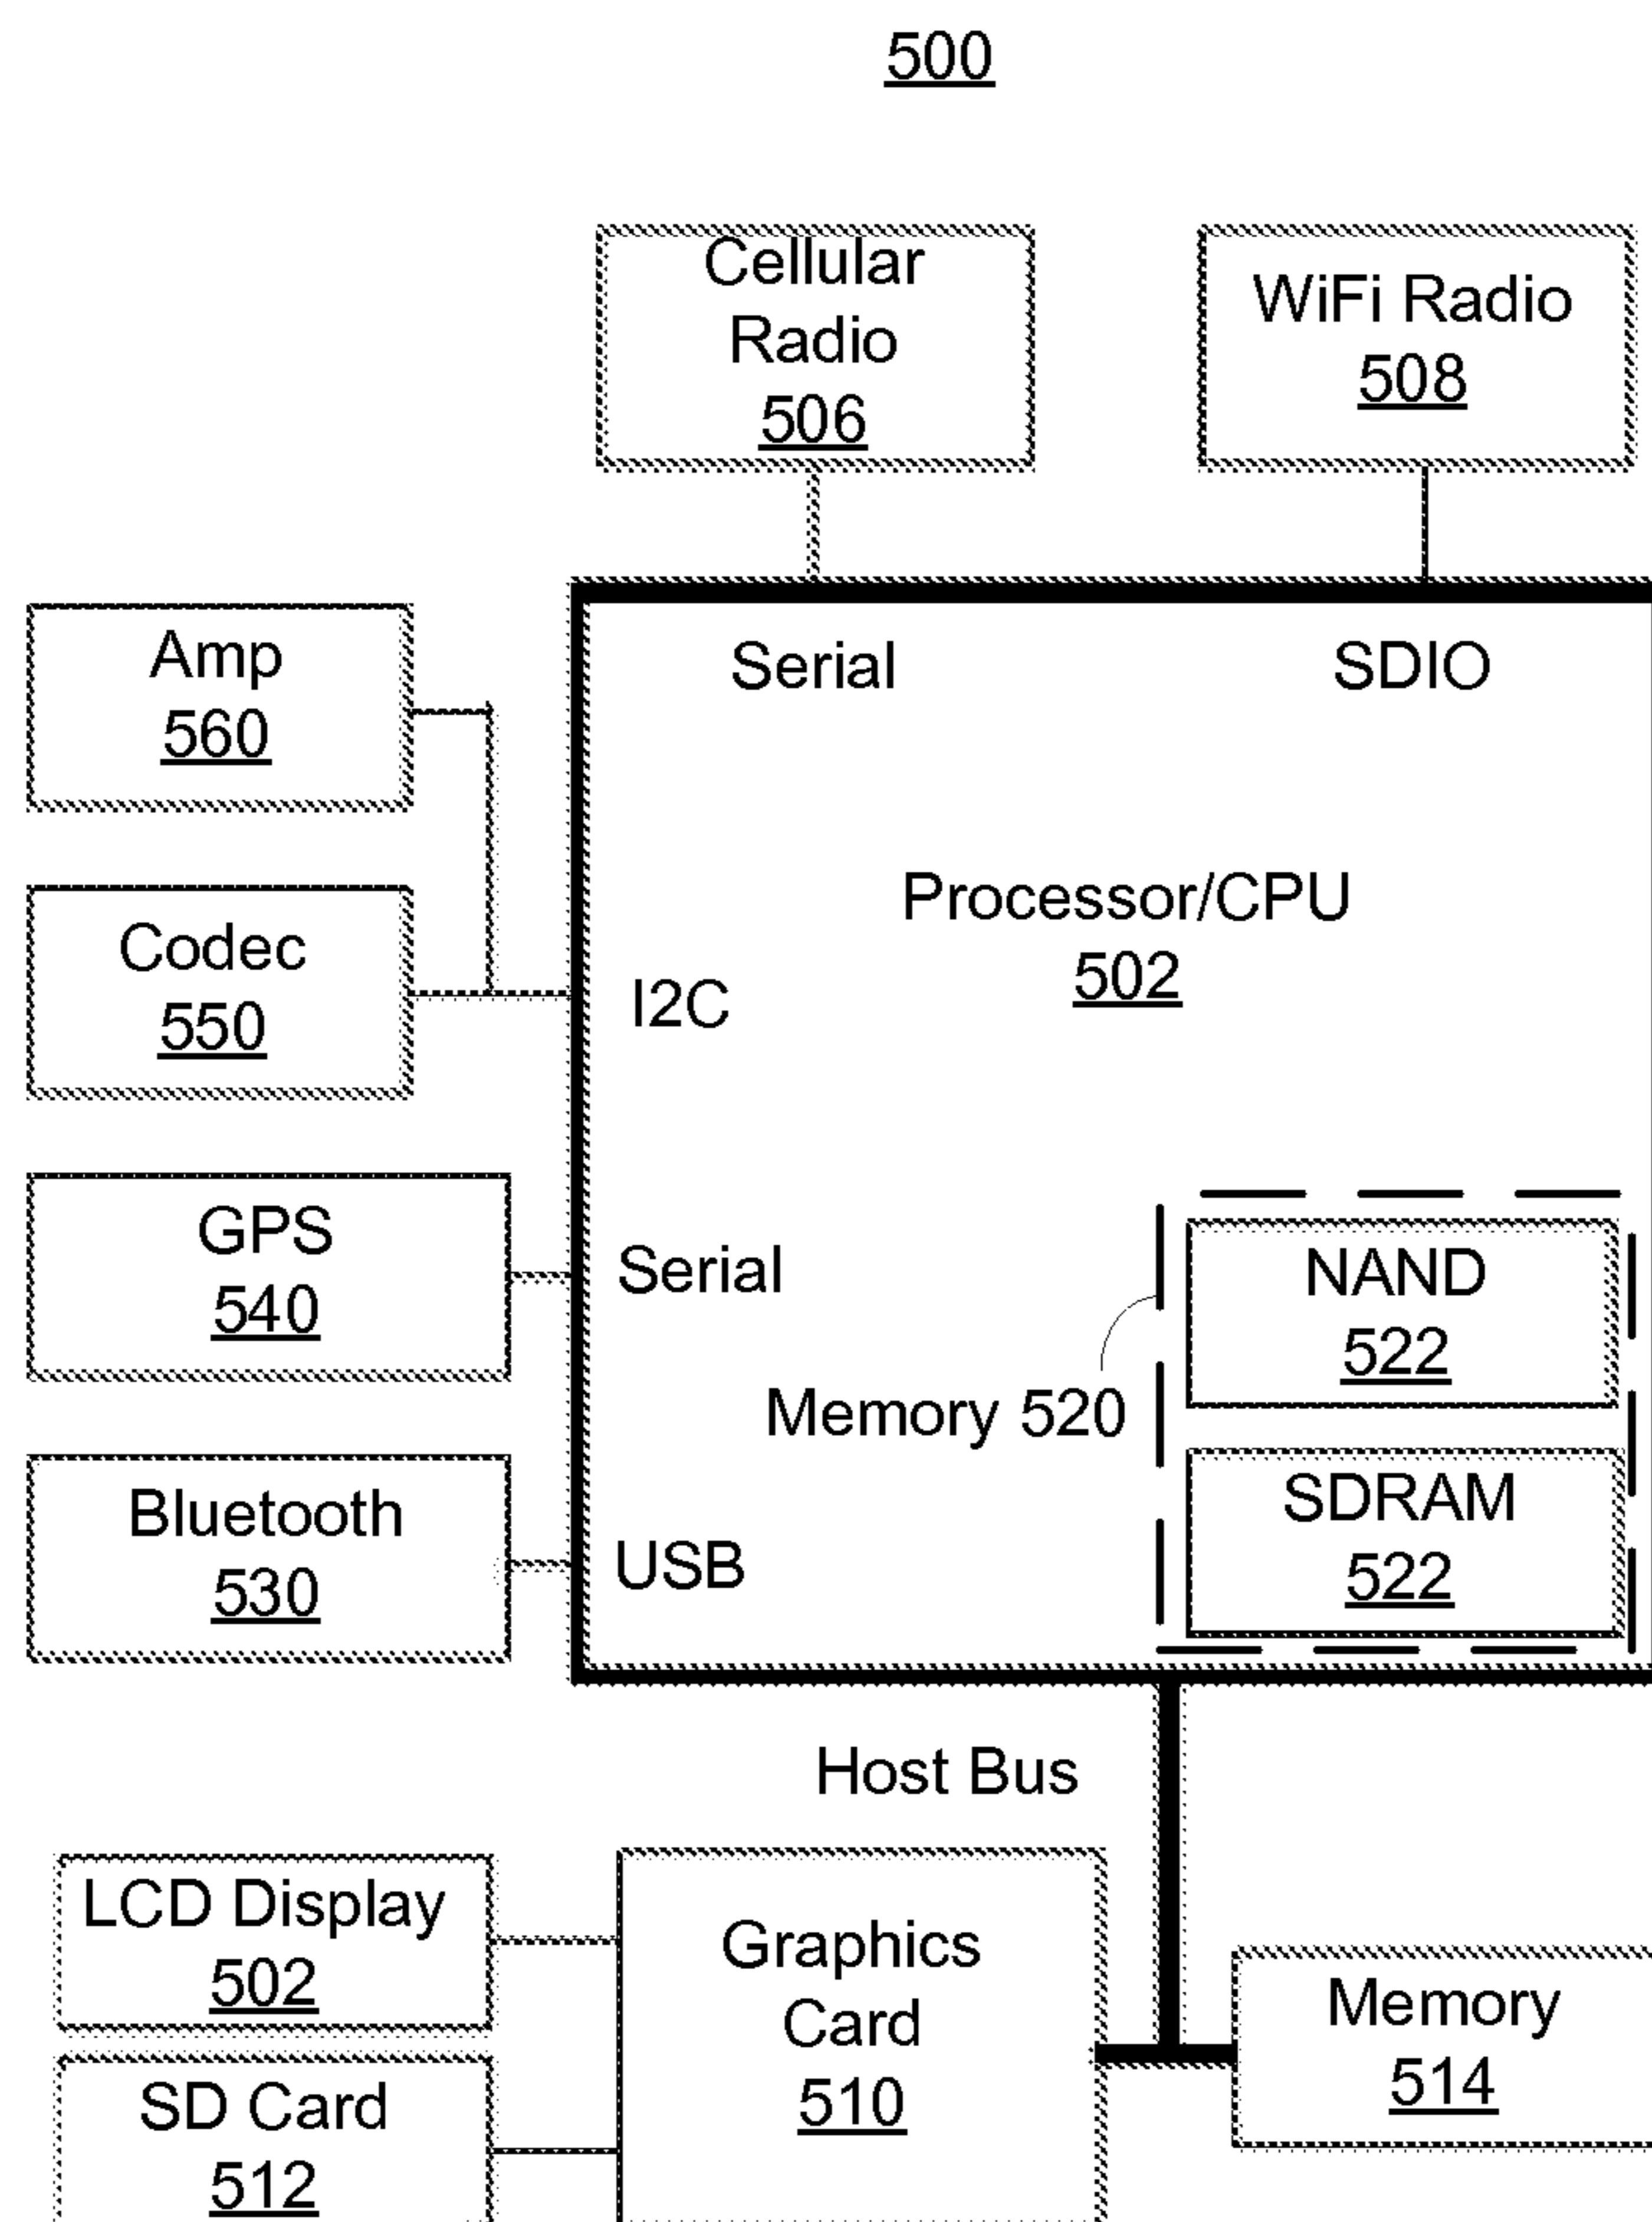 500
Cellular
Radio
506
WiFi Radio
508
Amp
560
Serial
SDIO
Processor/CPU
502
Codec
550
I2C
GPS
540
Serial
NAND
522
Memory 520
Bluetooth
530
USB
SDRAM
522
Host Bus
LCD Display
502
Graphics
Card
510
Memory
514
SD Card
512